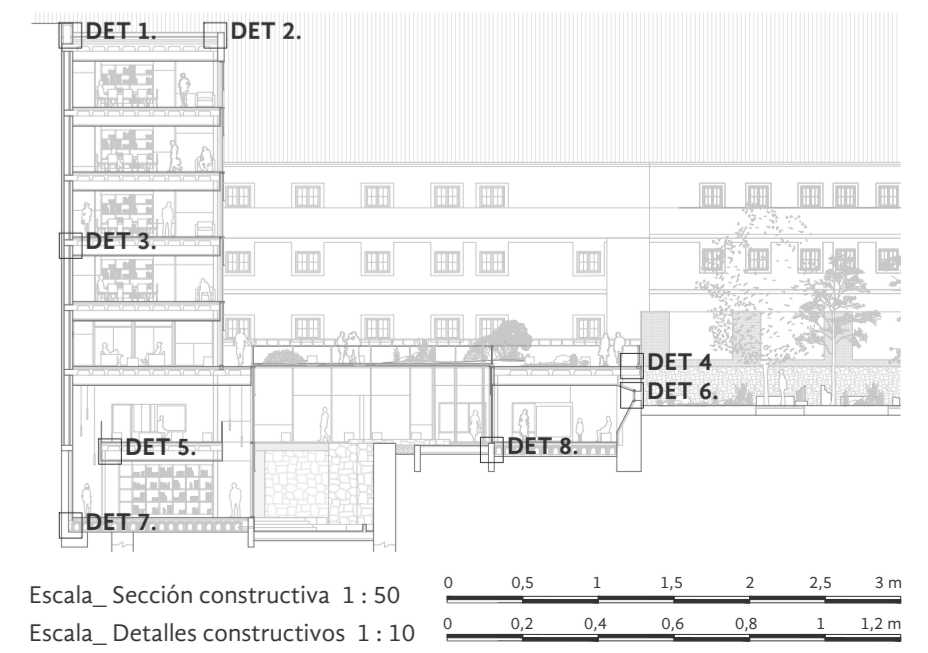 DET 1. DET 2.
DET 3.
DET 4
DET 6.
DET 5. DET 8.
DET 7.
Escala_ Sección constructiva 1 : 50
0 0,5 1 1,5 2 2,5 3 m
Escala_ Detalles constructivos 1 : 10
0 0,2 0,4 0,6 0,8 1 1,2 m